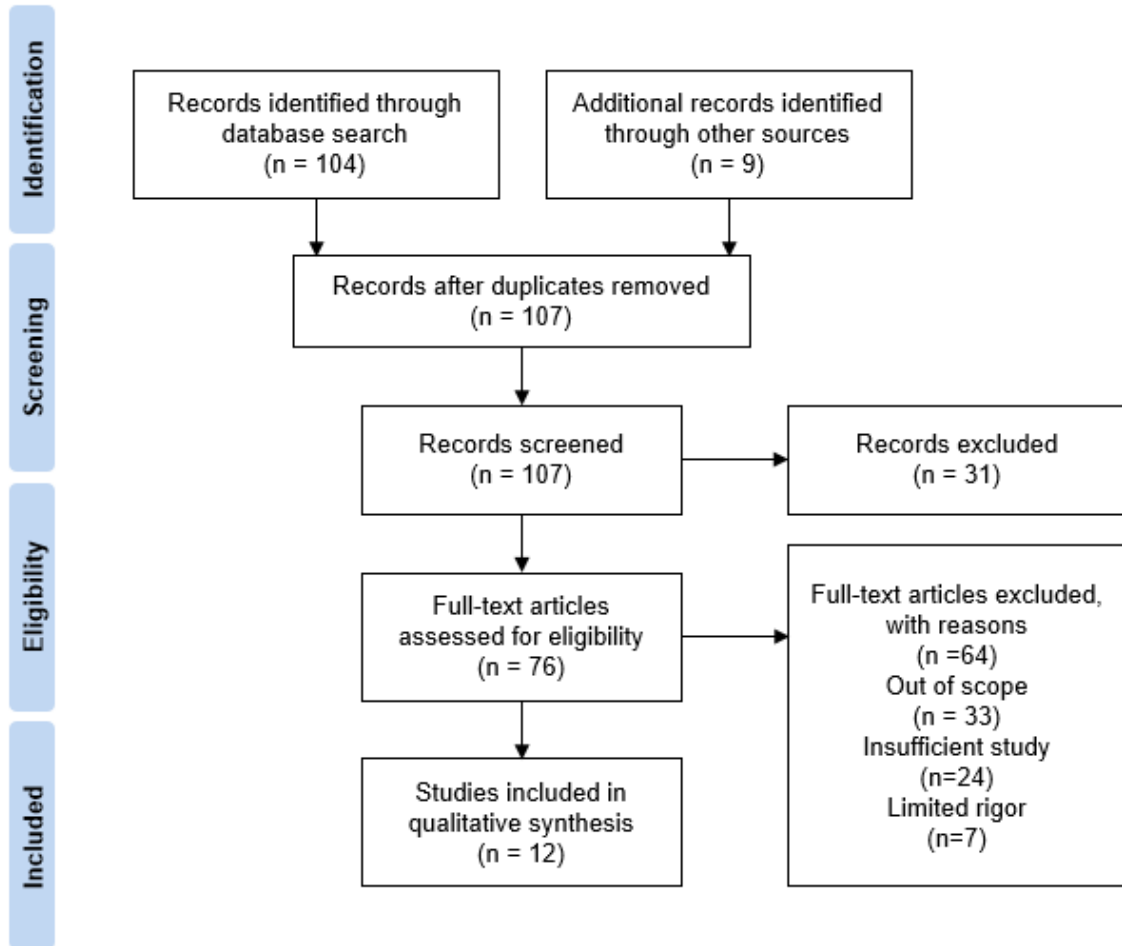 Identification
Records identified through
database search
(n = 104)
Additional records identified
through other sources
(n = 9)
Screening
Records after duplicates removed
(n = 107)
Records screened
(n = 107)
Records excluded
(n = 31)
Eligibility
Full-text articles
assessed for eligibility
(n = 76)
Full-text articles excluded,
with reasons
(n =64)
Out of scope
(n = 33)
Insufficient study
(n=24)
Limited rigor
(n=7)
Included
Studies included in
qualitative synthesis
(n = 12)